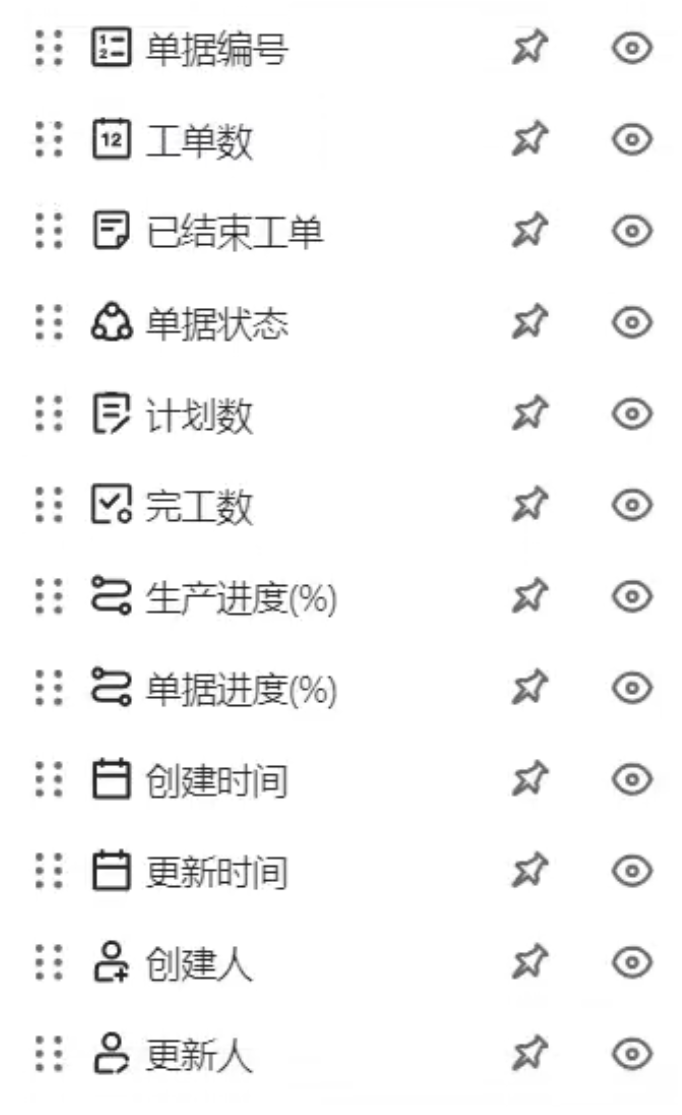 单据编号
工单数
已结束工单
单据状态
计划数
完工数
生产进度(%)
单据进度(%)
创建时间
更新时间
创建人
更新人